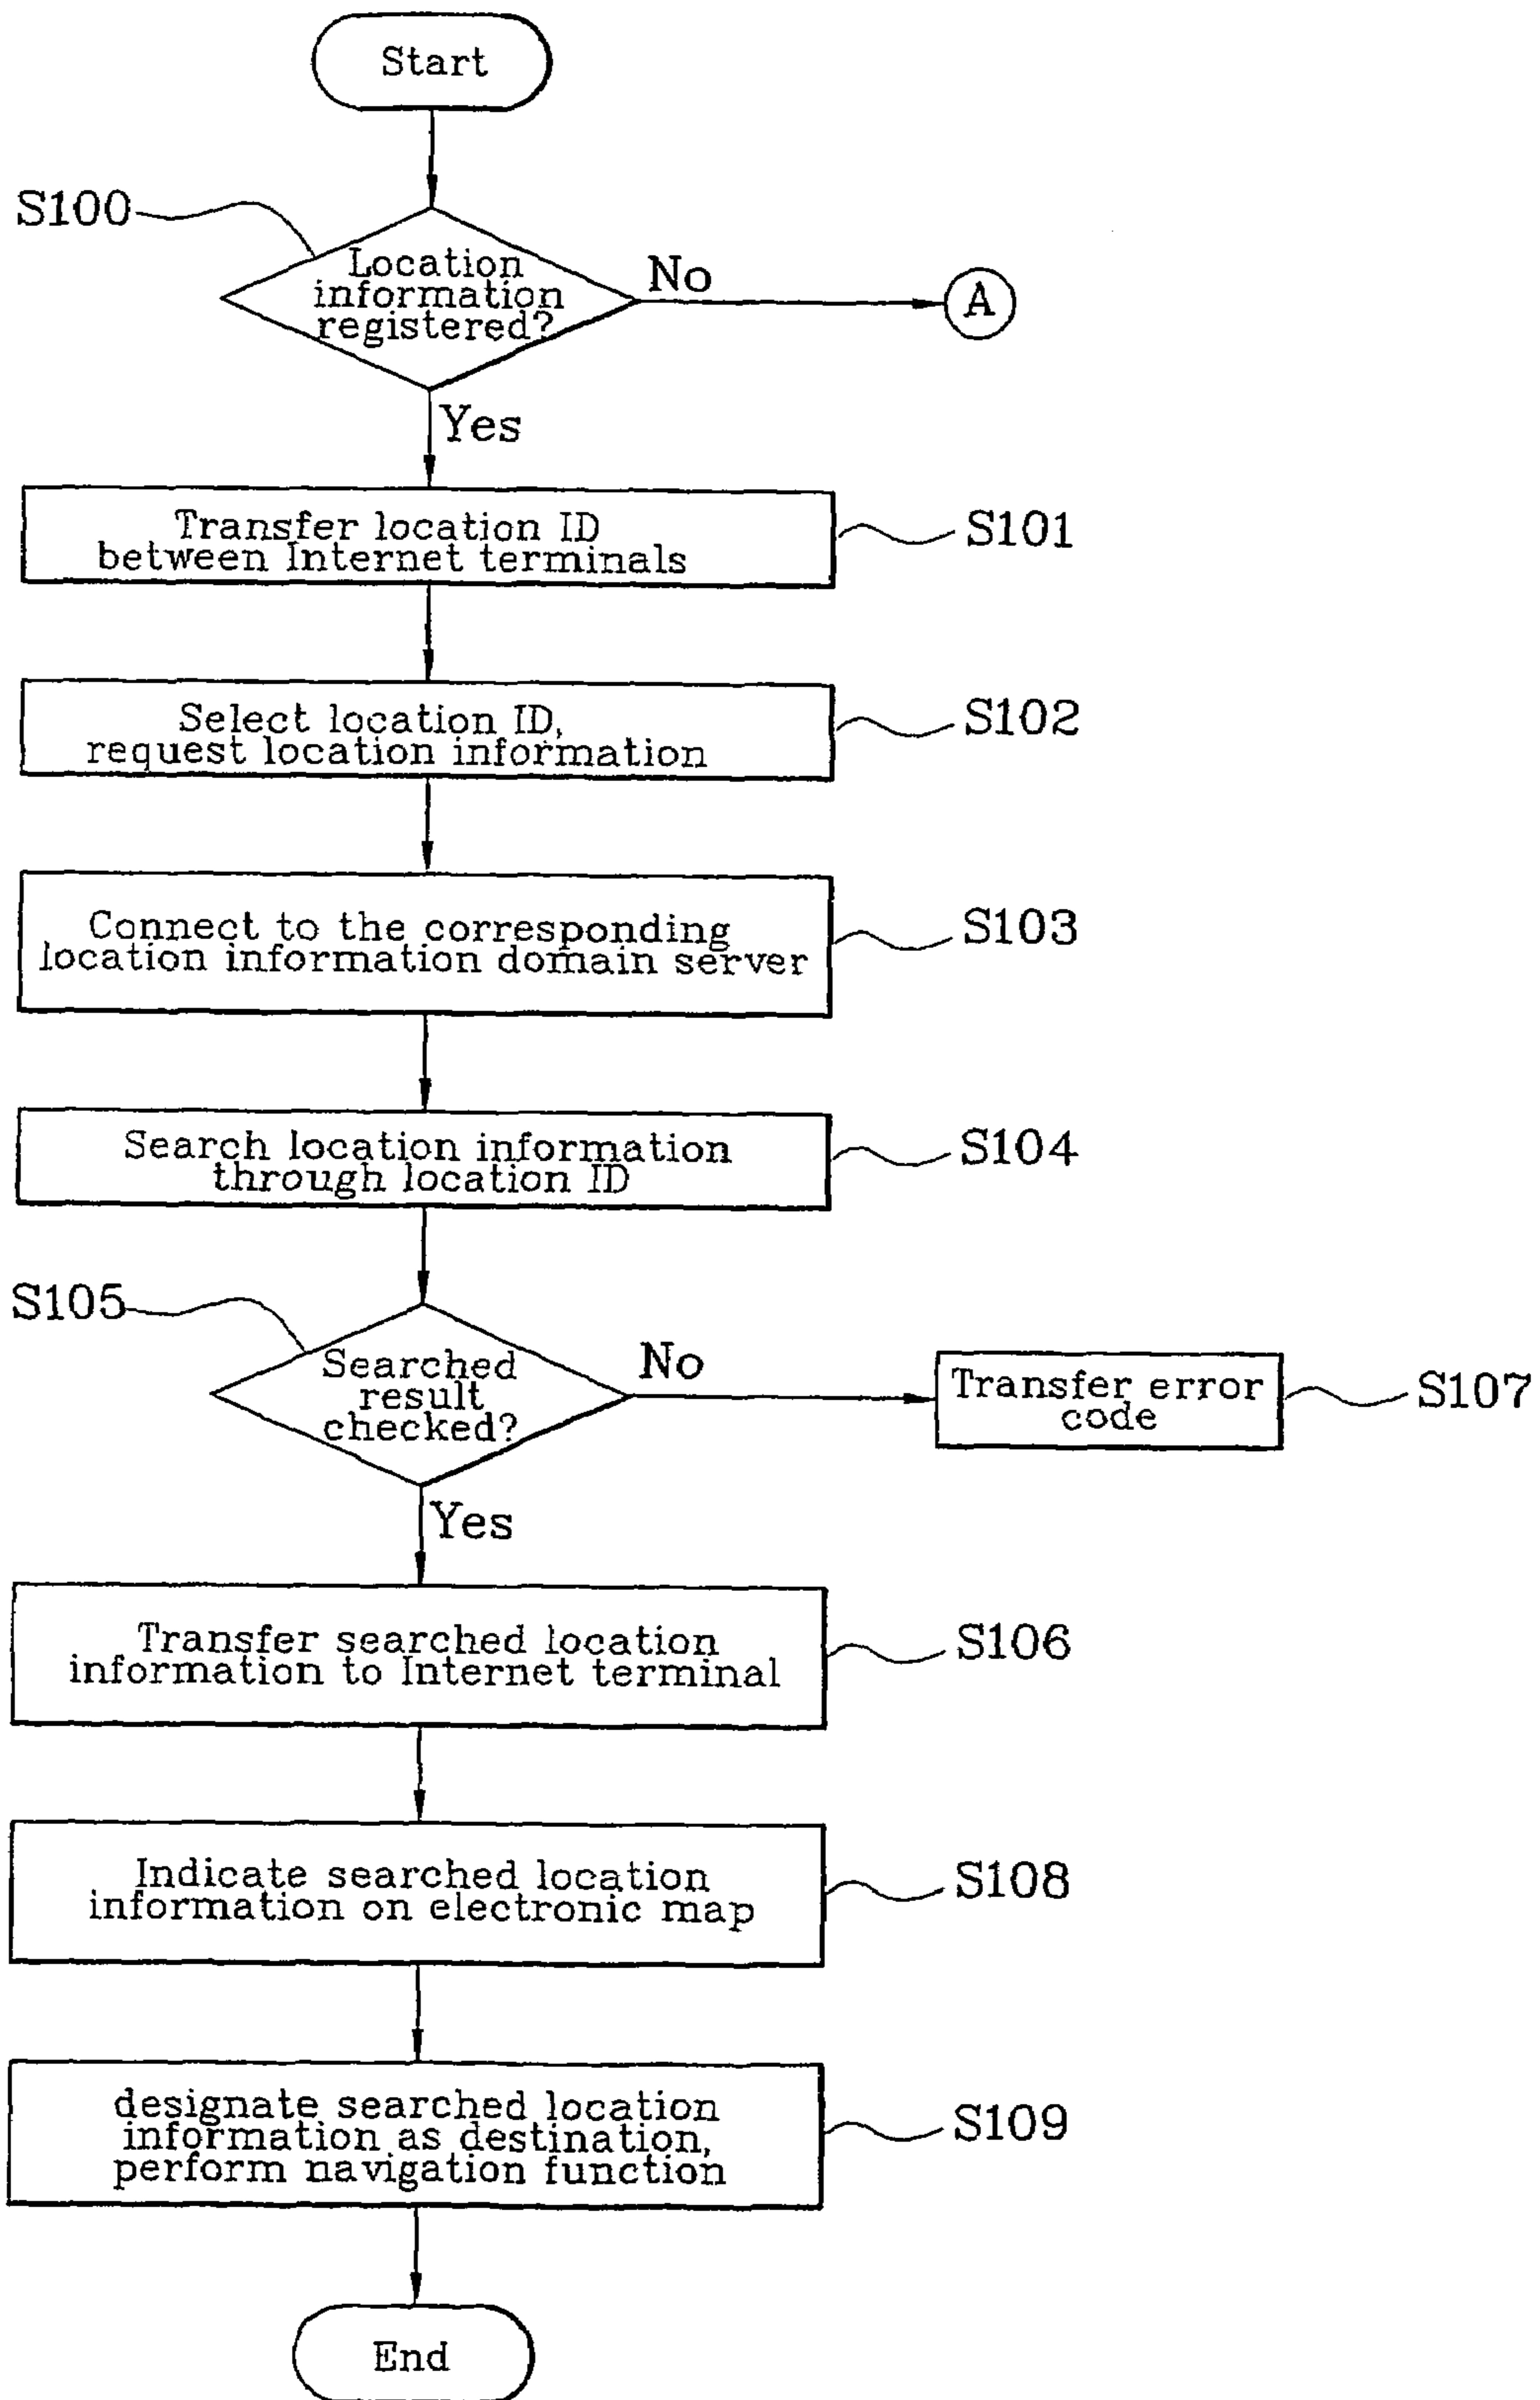 Start
S100
Location
information
registered?
No
A
Yes
Transfer location ID
between Internet terminals
S101
Select location ID,
request location information
S102
Connect to the corresponding
location information domain server
S103
Search location information
through location ID
S104
S105
Searched
result
checked?
No
Transfer error
code
S107
Yes
Transfer searched location
information to Internet terminal
S106
Indicate searched location
information on electronic map
S108
designate searched location
information as destination,
perform navigation function
S109
End